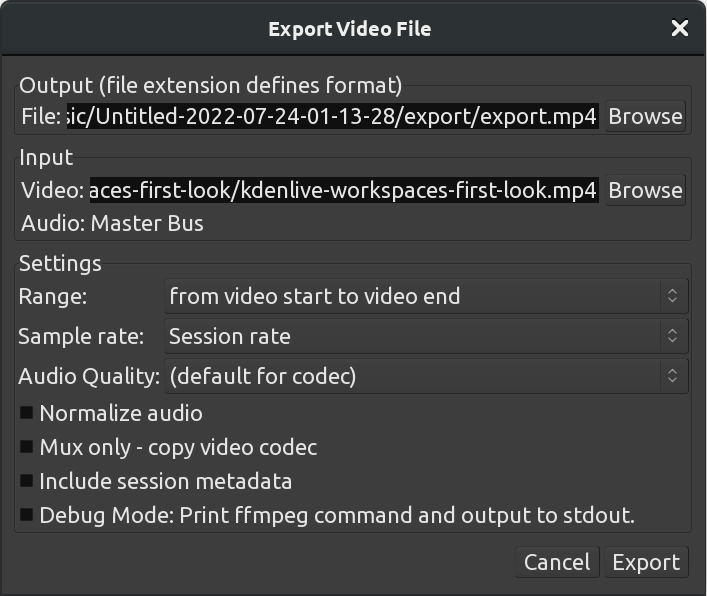 Export Video File
Output (file extension defines format)
File: sic/Untitled-2022-07-24-01-13-28/export/export.mp4 Browse
Input
Video: aces-first-look/kdenlive-workspaces-first-look.mp4 Browse
Audio: Master Bus
Settings
Range: from video start to video end
Sample rate: Session rate
Audio Quality: (default for codec)
Normalize audio
Mux only - copy video codec
Include session metadata
Debug Mode: Print ffmpeg command and output to stdout.
Cancel Export